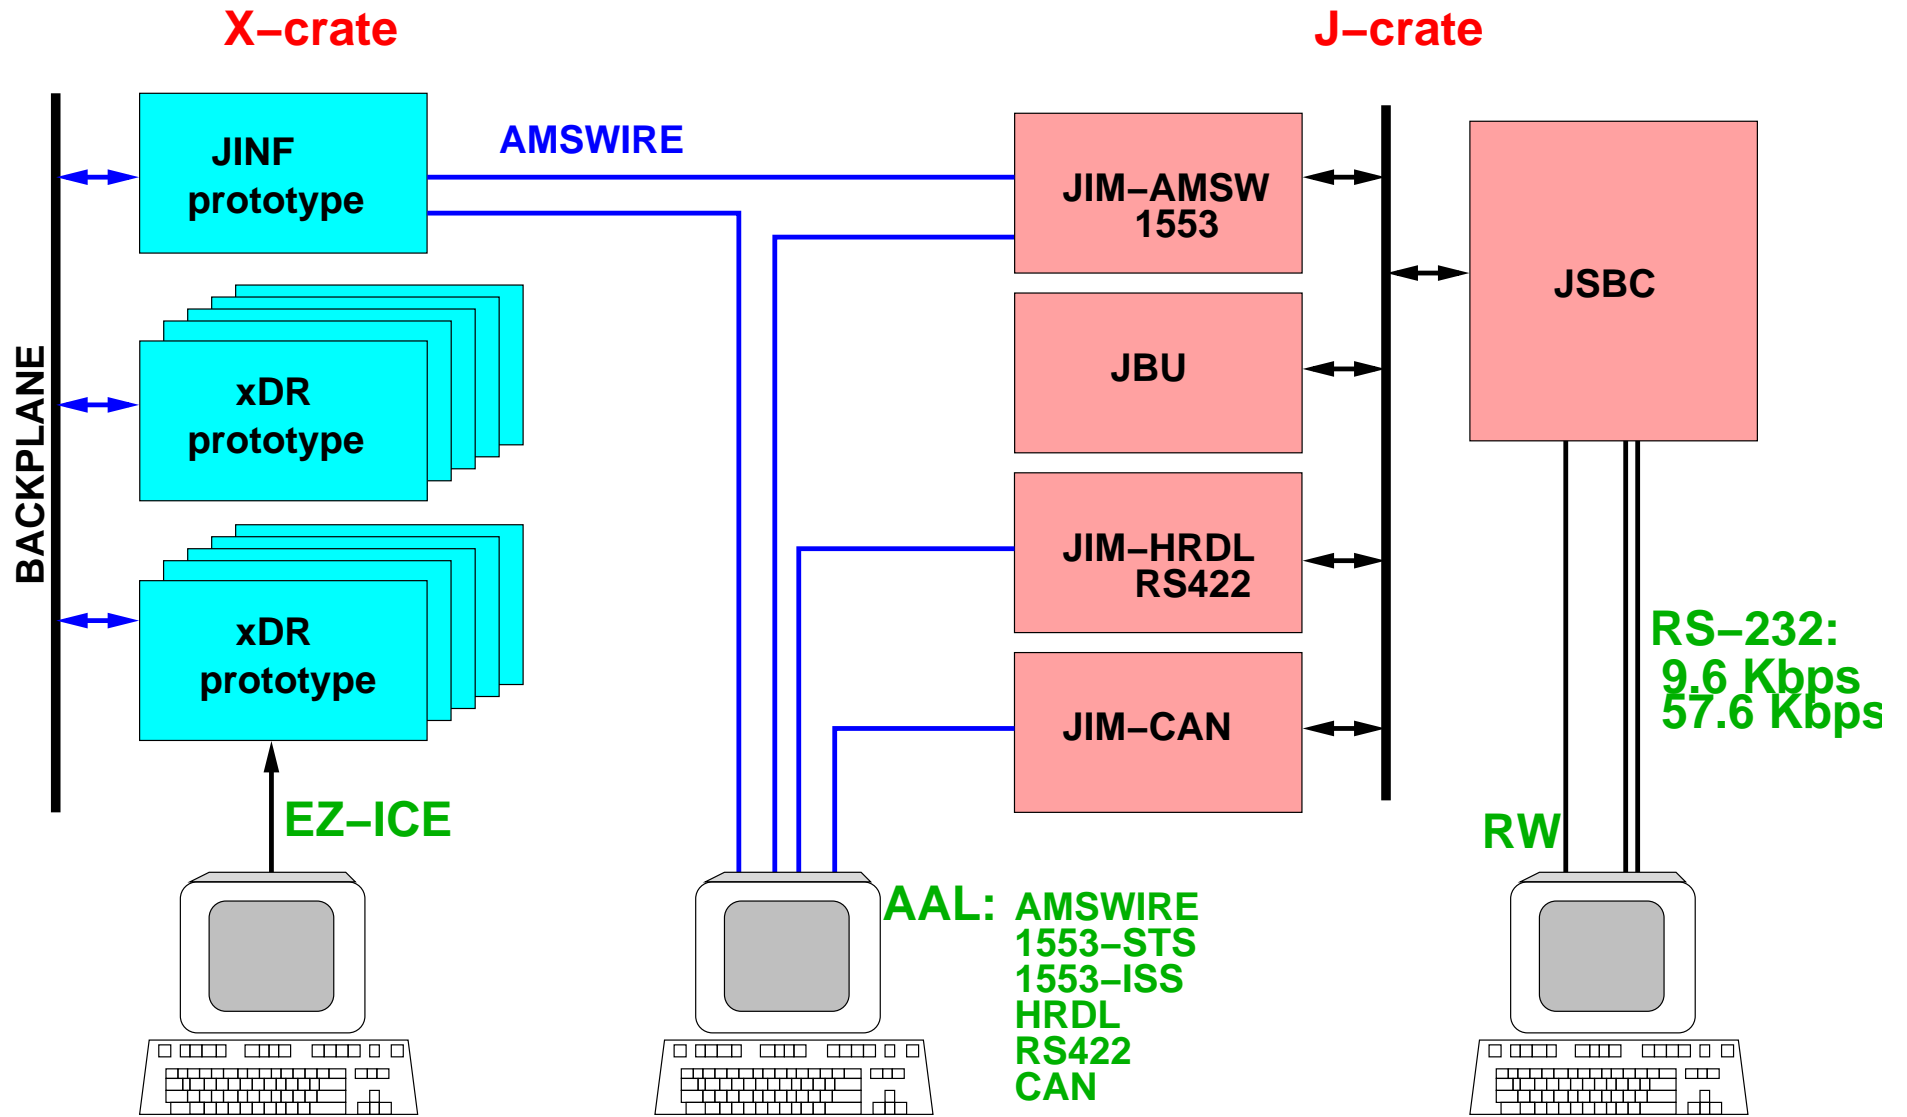 X–crate
J–crate
BACKPLANE
JINF
prototype
AMSWIRE
xDR
prototype
xDR
prototype
EZ–ICE
JIM–AMSW
1553
JBU
JIM–HRDL
RS422
JIM–CAN
JSBC
RS–232:
9.6 Kbps
57.6 Kbps
RW
AAL:
AMSWIRE
1553–STS
1553–ISS
HRDL
RS422
CAN